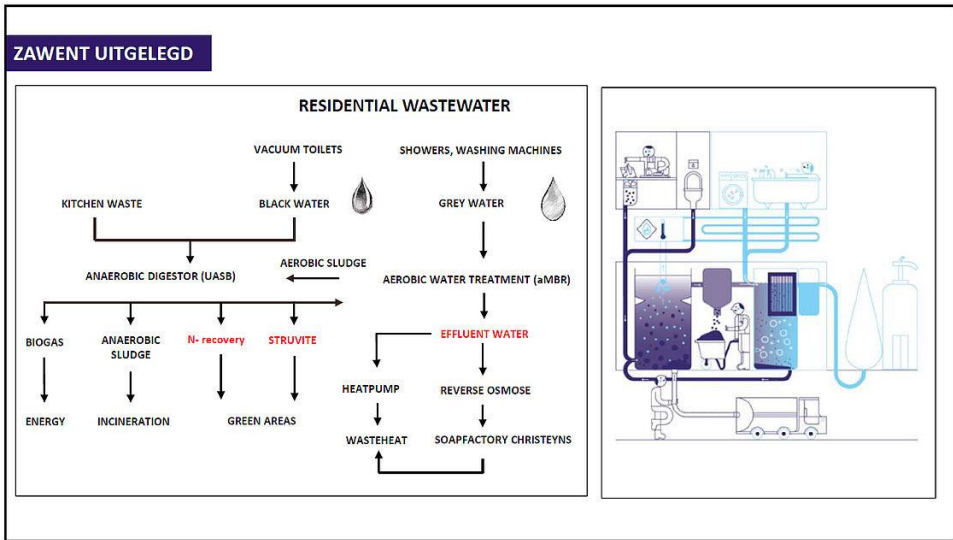 ZAWENT UITGELEGD
RESIDENTIAL WASTEWATER
VACUUM TOILETS
SHOWERS, WASHING MACHINES
KITCHEN WASTE
BLACK WATER
GREY WATER
AEROBIC SLUDGE
ANAEROBIC DIGESTOR (UASB)
AEROBIC WATER TREATMENT (aMBR)
BIOGAS
ANAEROBIC
SLUDGE
N- recovery
STRUVITE
EFFLUENT WATER
HEATPUMP
REVERSE OSMOSE
ENERGY
INCINERATION
GREEN AREAS
WASTEHEAT
SOAPFACTORY CHRISTEYNS